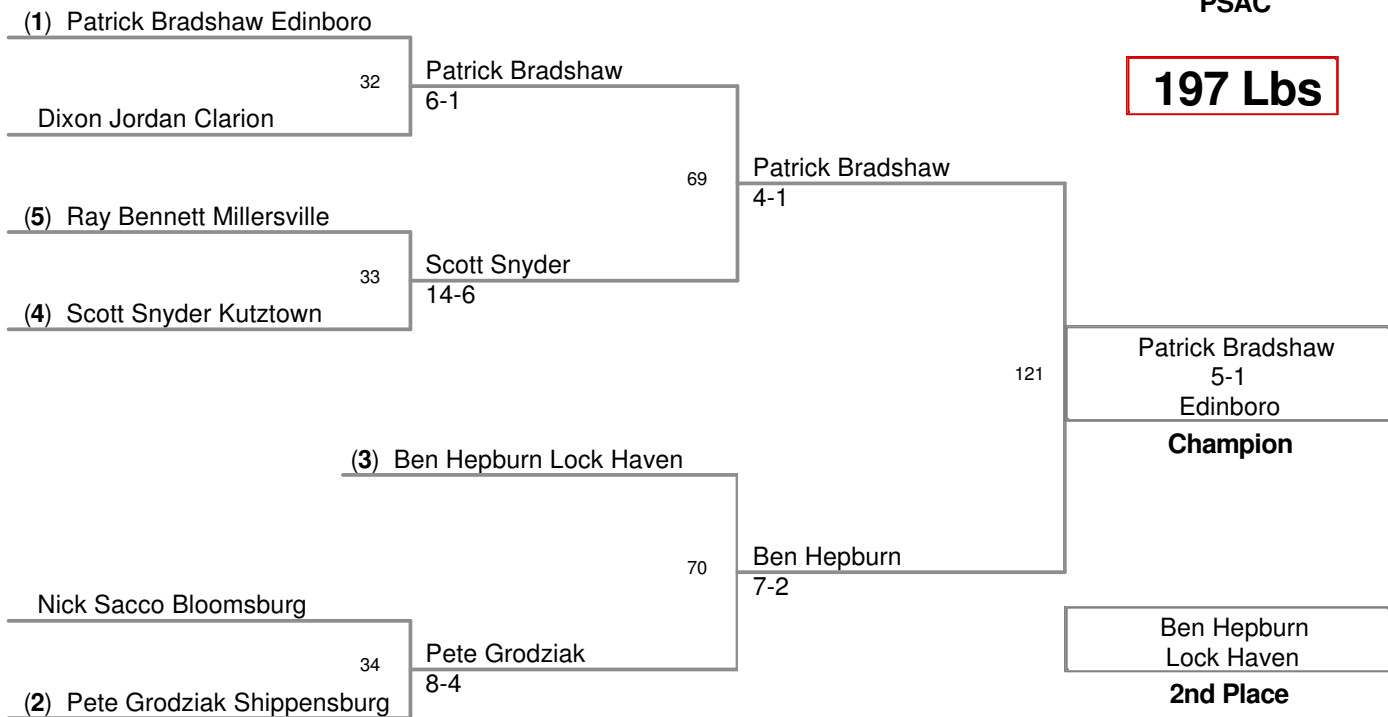 PSAC
197 Lbs
(1) Patrick Bradshaw Edinboro
32
Patrick Bradshaw
6-1
Dixon Jordan Clarion
69
Patrick Bradshaw
4-1
(5) Ray Bennett Millersville
33
Scott Snyder
14-6
(4) Scott Snyder Kutztown
121
Patrick Bradshaw
5-1
Edinboro
Champion
(3) Ben Hepburn Lock Haven
70
Ben Hepburn
7-2
Nick Sacco Bloomsburg
34
Pete Grodziak
8-4
(2) Pete Grodziak Shippensburg
Ben Hepburn
Lock Haven
2nd Place